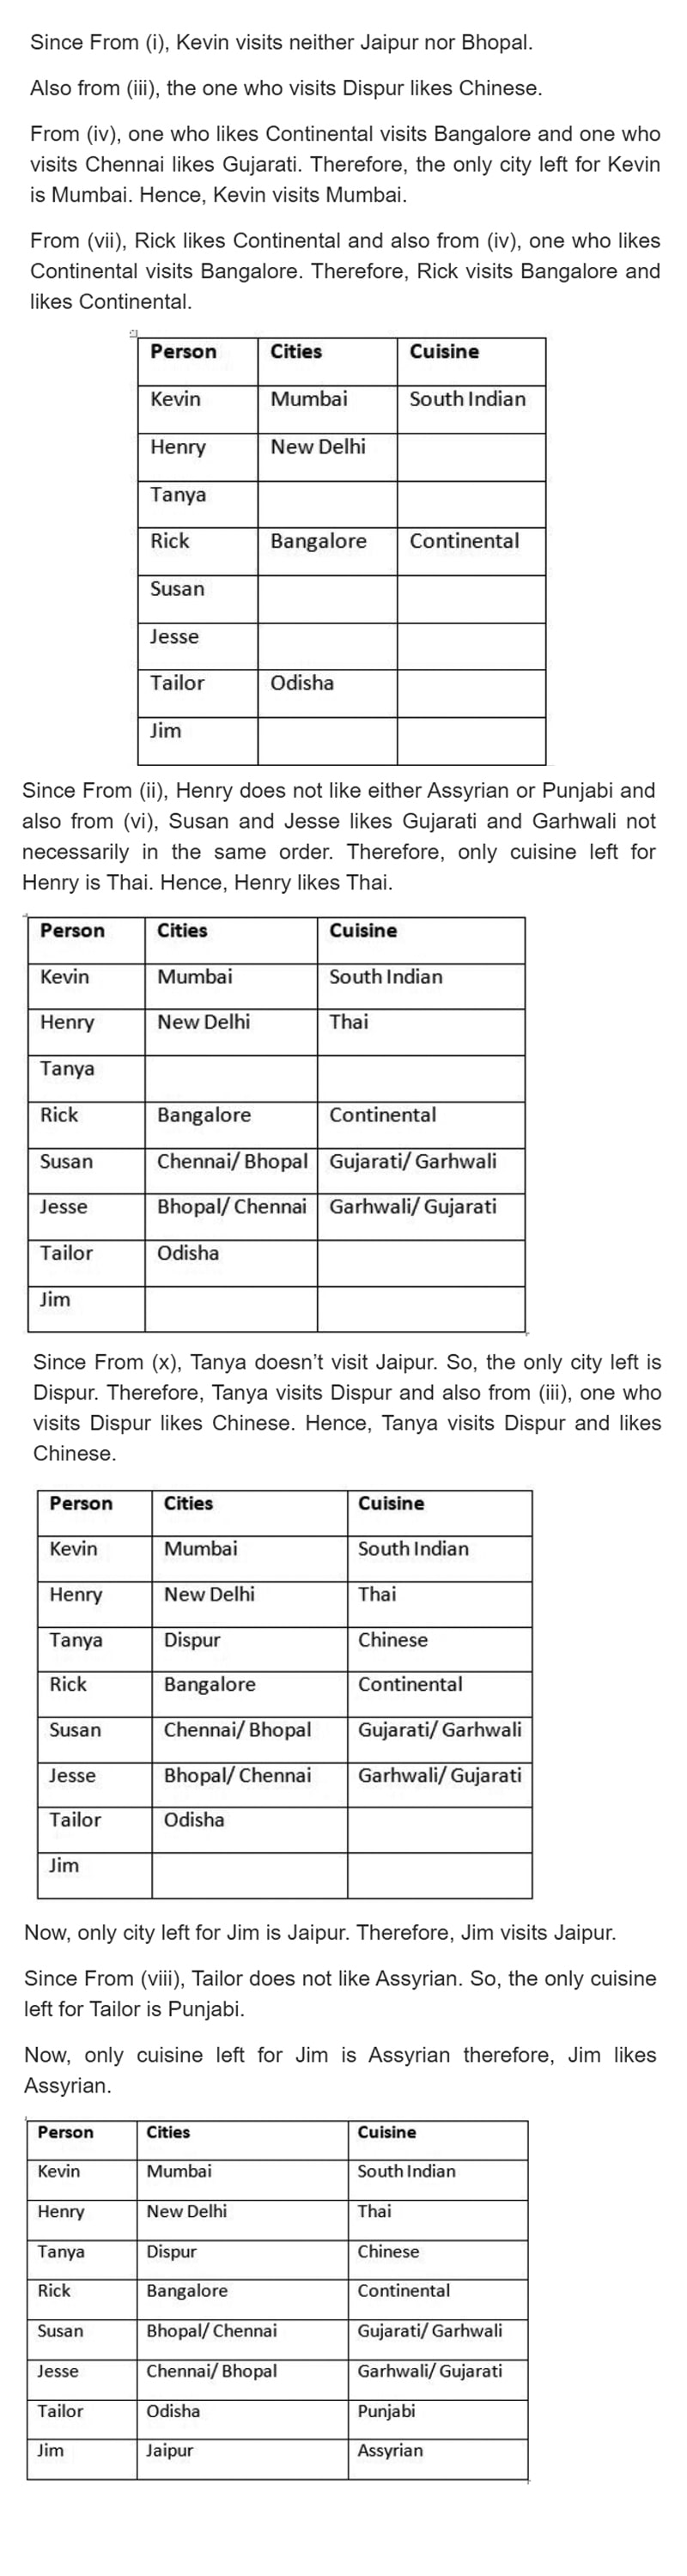 Since From (i), Kevin visits neither Jaipur nor Bhopal.
Also from (iii), the one who visits Dispur likes Chinese.
From (iv), one who likes Continental visits Bangalore and one who
visits Chennai likes Gujarati. Therefore, the only city left for Kevin
is Mumbai. Hence, Kevin visits Mumbai.
From (vii), Rick likes Continental and also from (iv), one who likes
Continental visits Bangalore. Therefore, Rick visits Bangalore and
likes Continental.
Person Cities Cuisine
Kevin Mumbai South Indian
Henry New Delhi
Tanya
Rick Bangalore Continental
Susan
Jesse
Tailor Odisha
Jim
Since From (ii), Henry does not like either Assyrian or Punjabi and
also from (vi), Susan and Jesse likes Gujarati and Garhwali not
necessarily in the same order. Therefore, only cuisine left for
Henry is Thai. Hence, Henry likes Thai.
Person Cities Cuisine
Kevin Mumbai South Indian
Henry New Delhi Thai
Tanya
Rick Bangalore Continental
Susan Chennai/ Bhopal Gujarati/ Garhwali
Jesse Bhopal/ Chennai Garhwali/ Gujarati
Tailor Odisha
Jim
Since From (x), Tanya doesn't visit Jaipur. So, the only city left is
Dispur. Therefore, Tanya visits Dispur and also from (iii), one who
visits Dispur likes Chinese. Hence, Tanya visits Dispur and likes
Chinese.
Person Cities Cuisine
Kevin Mumbai South Indian
Henry New Delhi Thai
Tanya Dispur Chinese
Rick Bangalore Continental
Susan Chennai/ Bhopal Gujarati/ Garhwali
Jesse Bhopal/ Chennai Garhwali/ Gujarati
Tailor Odisha
Jim
Now, only city left for Jim is Jaipur. Therefore, Jim visits Jaipur.
Since From (viii), Tailor does not like Assyrian. So, the only cuisine
left for Tailor is Punjabi.
Now, only cuisine left for Jim is Assyrian therefore, Jim likes
Assyrian.
Person Cities Cuisine
Kevin Mumbai South Indian
Henry New Delhi Thai
Tanya Dispur Chinese
Rick Bangalore Continental
Susan Bhopal/ Chennai Gujarati/ Garhwali
Jesse Chennai/ Bhopal Garhwali/ Gujarati
Tailor Odisha Punjabi
Jim Jaipur Assyrian